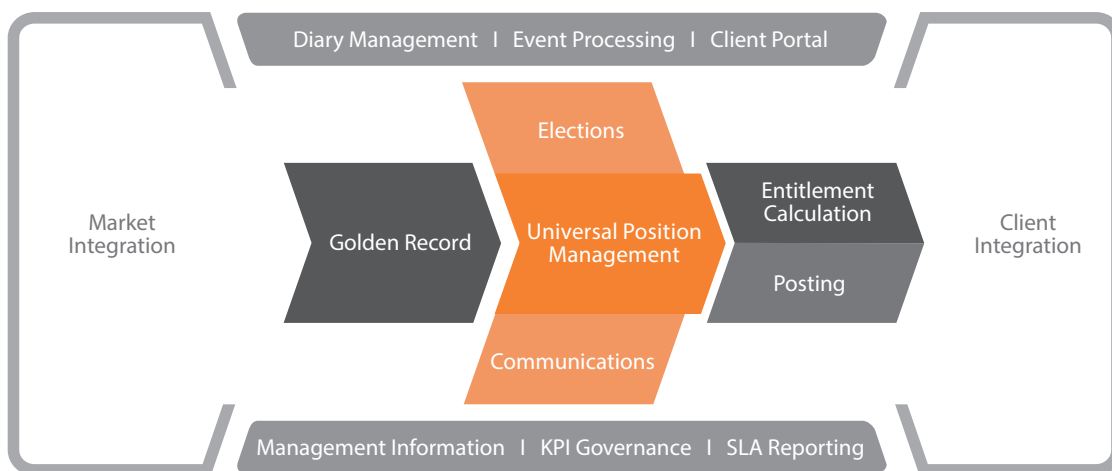 Diary Management I Event Processing I Client Portal
Elections
Market
Integration
Golden Record
Universal Position
Management
Entitlement
Calculation
Posting
Client
Integration
Communications
Management Information I KPI Governance I SLA Reporting